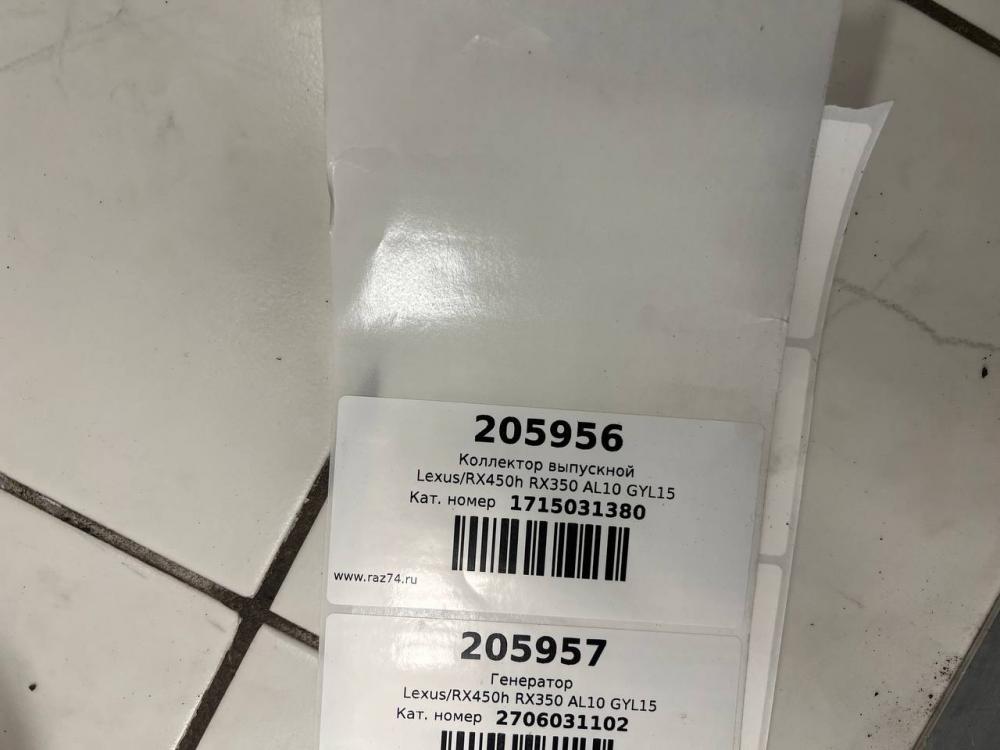 205956
Коллектор выпускной
Lexus/RX450h RX350 AL10 GYL15
Кат. номер 1715031380
www.raz74.ru
205957
Генератор
Lexus/RX450h RX350 AL10 GYL15
Кат. номер 2706031102